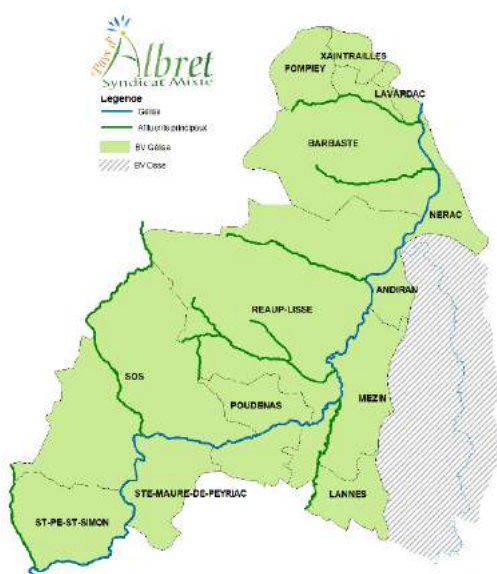 Pays d'
Albret
Syndicat Mixte
Légende
Gélise
Affluents principaux
BV Gélise
BV Osse
XAINTRAILLES
POMPIEY
LAVARDAC
BARBASTE
NERAC
ANDIRAN
REAUP-LISSE
SOS
MEZIN
POUDENAS
STE-MAURE-DE-PEYRIAC
LANNES
ST-PE-ST-SIMON